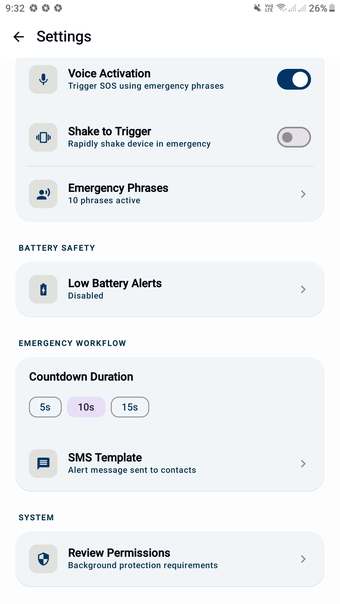 9:32
26%
Settings
Voice Activation
Trigger SOS using emergency phrases
Shake to Trigger
Rapidly shake device in emergency
Emergency Phrases
10 phrases active
BATTERY SAFETY
Low Battery Alerts
Disabled
EMERGENCY WORKFLOW
Countdown Duration
5s 10s 15s
SMS Template
Alert message sent to contacts
SYSTEM
Review Permissions
Background protection requirements